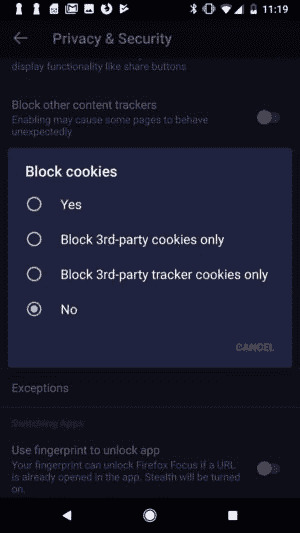 11:19
Privacy & Security
display functionality like share buttons
Block other content trackers
Enabling may cause some pages to behave
unexpectedly
Block cookies
Yes
Block 3rd-party cookies only
Block 3rd-party tracker cookies only
No
CANCEL
Exceptions
Switching Apps
Use fingerprint to unlock app
Your fingerprint can unlock Firefox Focus if a URL
is already opened in the app. Stealth will be turned
on.